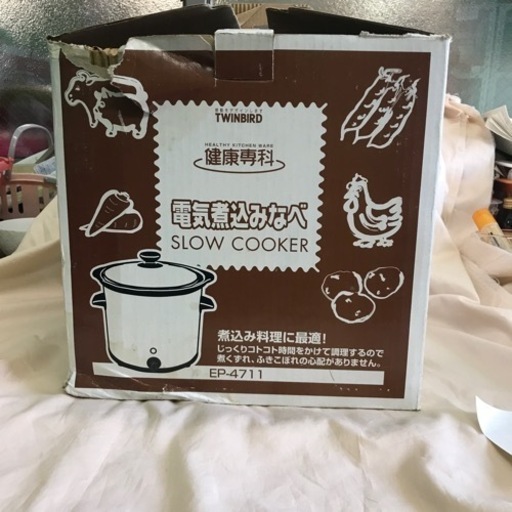 TWINBIRD
HEALTHY KITCHEN WARE
健康専科
電気煮込みなべ
SLOW COOKER
煮込み料理に最適!
じっくりコトコト時間をかけて調理するので
煮くずれ、ふきこぼれの心配がありません。
EP-4711